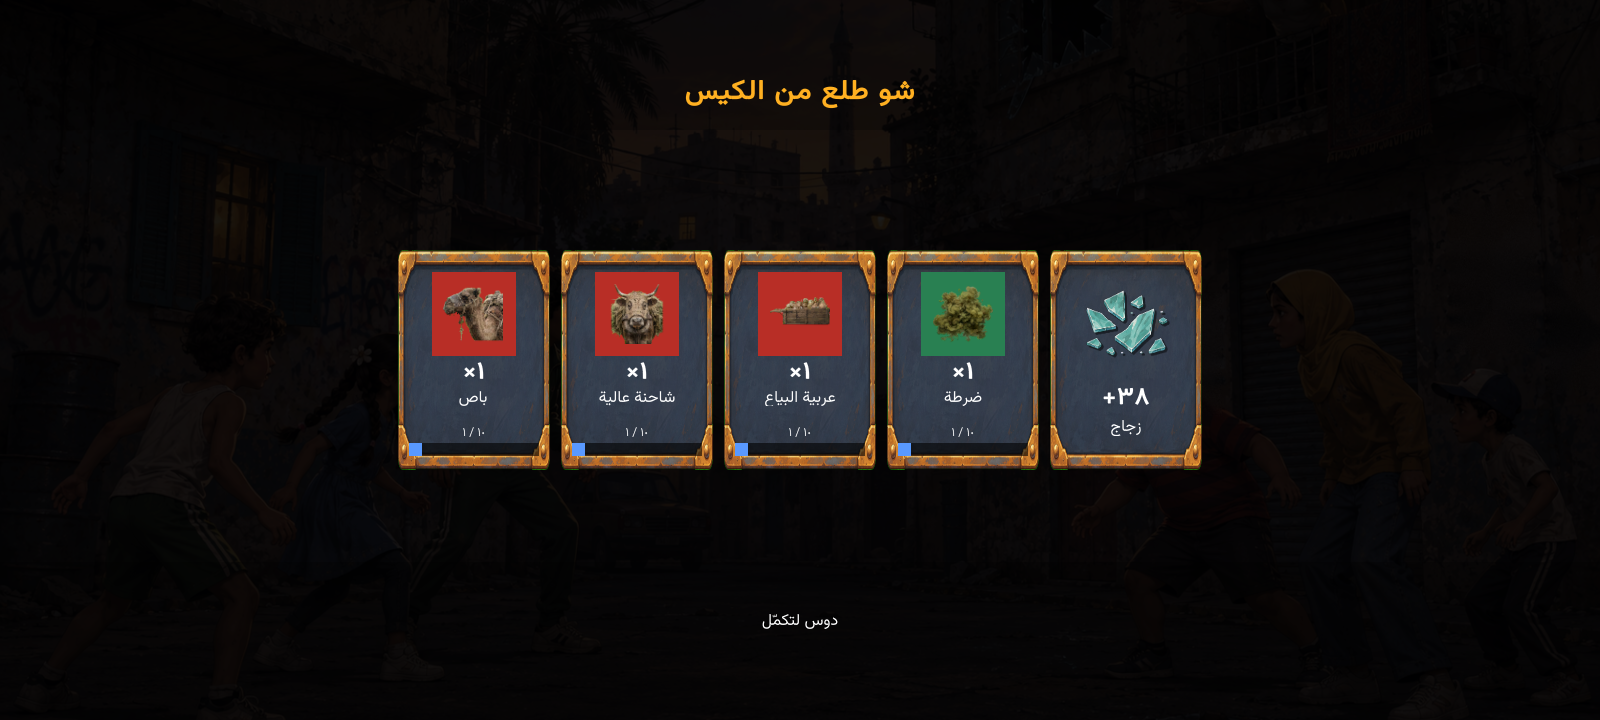 شو طلع من الكيس
×١
باص
١ / ١٠
×١
شاحنة عالية
١ / ١٠
×١
عربية البياع
١ / ١٠
×١
ضرطة
١ / ١٠
+٣٨
زجاج
دوس لتكمّل